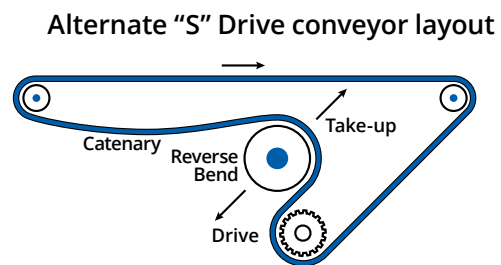 Alternate “S” Drive conveyor layout
Take-up
Catenary
Reverse
Bend
Drive